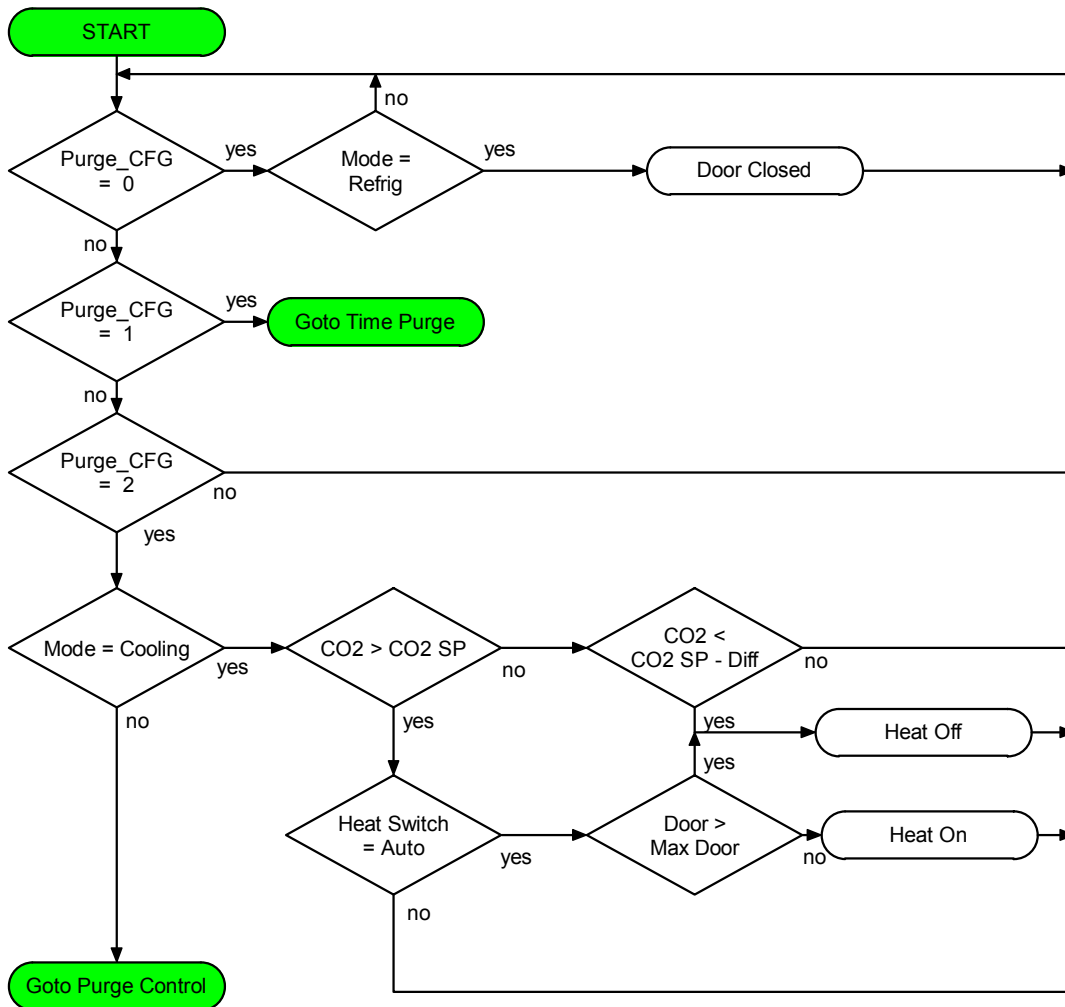 START
no
Purge_CFG
= 0
yes
Mode =
Refrig
yes
Door Closed
no
Purge_CFG
= 1
yes
Goto Time Purge
no
Purge_CFG
= 2
no
yes
Mode = Cooling
yes
CO2 > CO2 SP
no
CO2 <
CO2 SP - Diff
no
no
yes
yes
Heat Off
yes
Heat Switch
= Auto
yes
Door >
Max Door
no
Heat On
no
Goto Purge Control